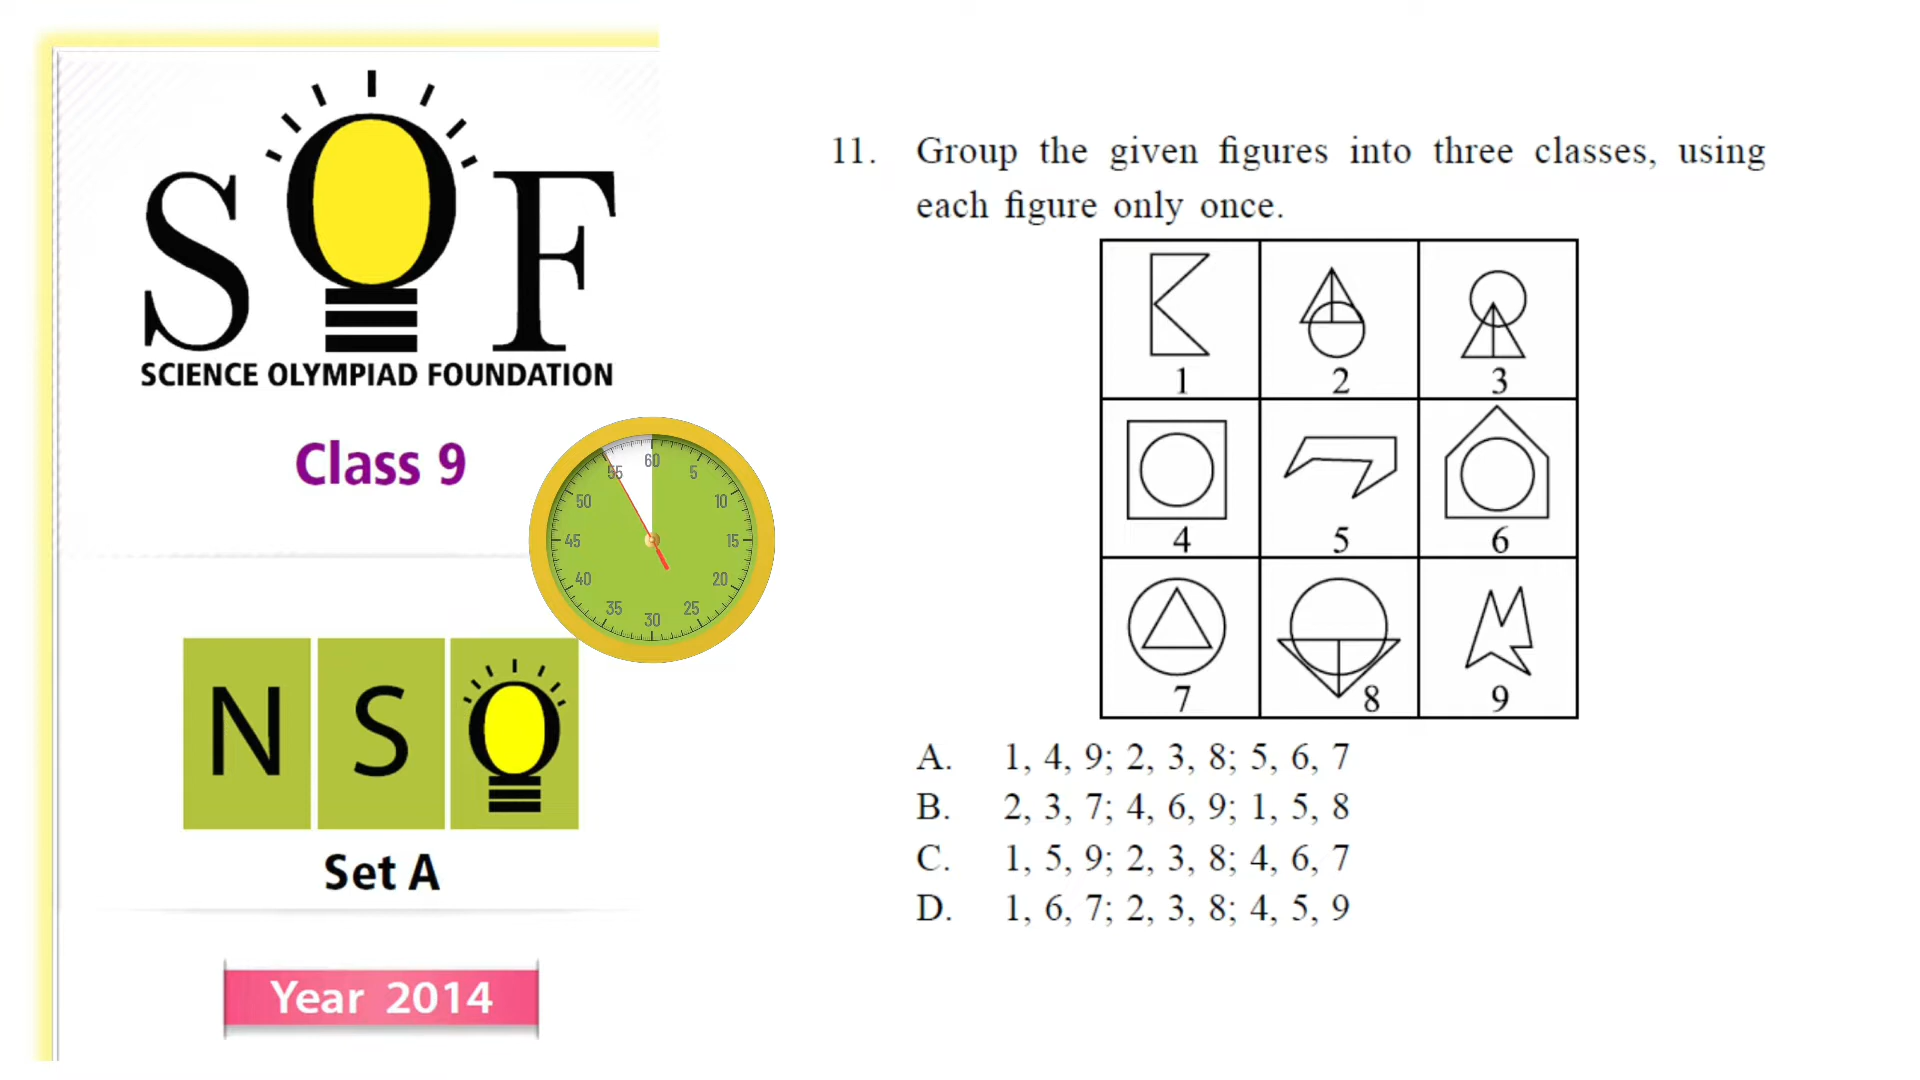 SOF
SCIENCE OLYMPIAD FOUNDATION
Class 9
60
5
10
15
20
25
30
35
40
45
50
55
NSO
Set A
Year 2014
11. Group the given figures into three classes, using
each figure only once.
1 2 3
4 5 6
7 8 9
A. 1, 4, 9; 2, 3, 8; 5, 6, 7
B. 2, 3, 7; 4, 6, 9; 1, 5, 8
C. 1, 5, 9; 2, 3, 8; 4, 6, 7
D. 1, 6, 7; 2, 3, 8; 4, 5, 9